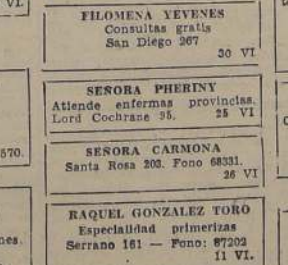 VI.
FILOMENA YEVENES
Consultas gratis
San Diego 267
30 VI
SEÑORA PHERINY
Atiende enfermas provincias.
Lord Cochrane 95. 25 VI
570.
SEÑORA CARMONA
Santa Rosa 203. Fono 68331.
26 VI
RAQUEL GONZALEZ TORO
Especialidad primerizas
nes.
Serrano 161 — Fono: 87202
11 VI.